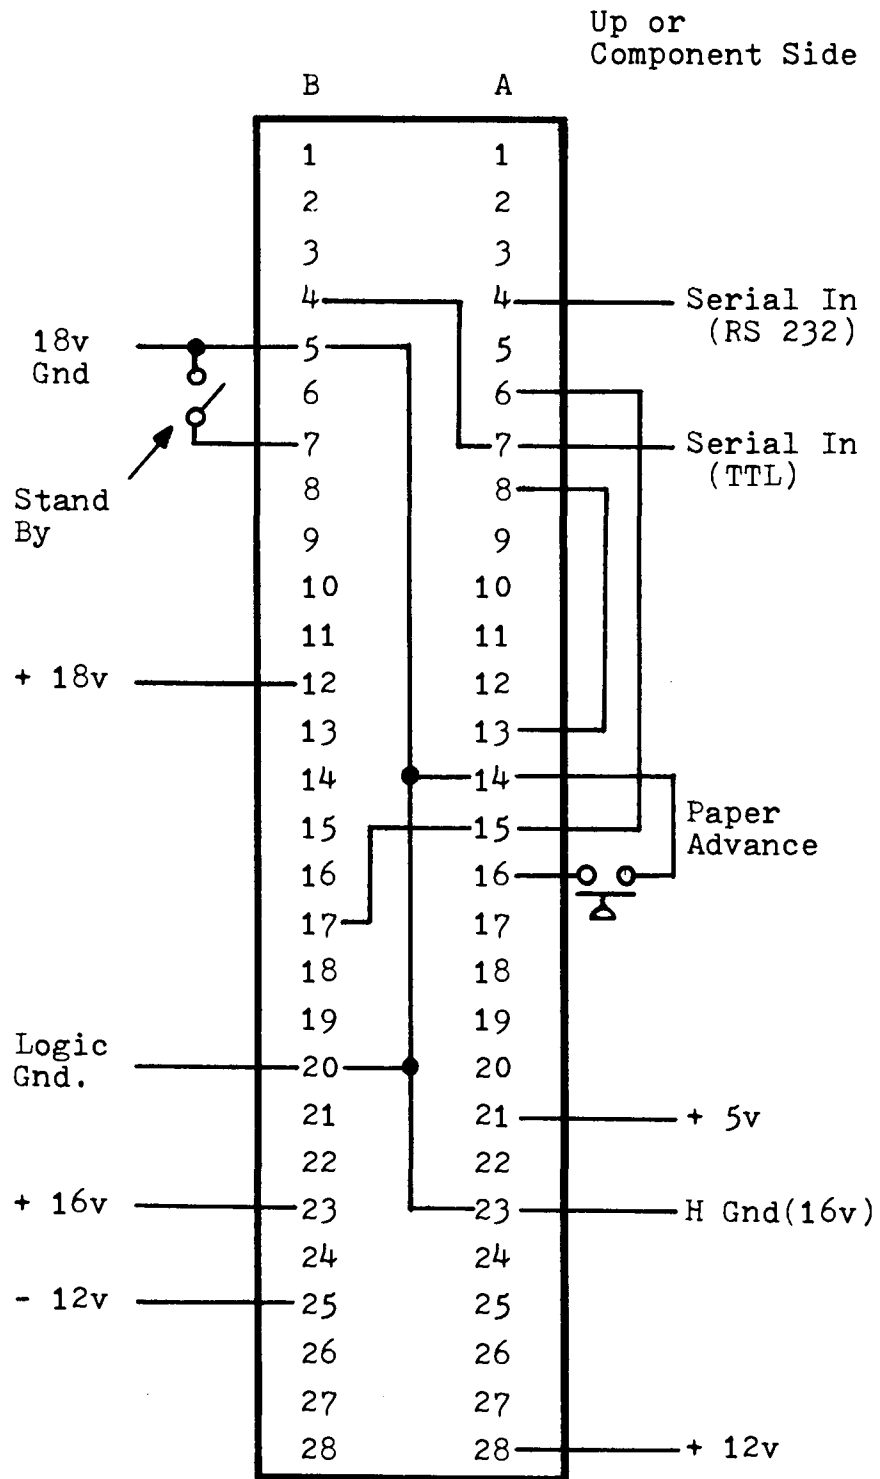 Up or
Component Side
B A
1 1
2 2
3 3
4 4 Serial In
(RS 232)
18v
Gnd
5 5
6 6
7 7 Serial In
(TTL)
8 8
Stand
By
9 9
10 10
11 11
+ 18v 12 12
13 13
14 14
15 15 Paper
Advance
16 16
17 17
18 18
19 19
Logic
Gnd.
20 20
21 21 + 5v
22 22
+ 16v 23 23 H Gnd(16v)
24 24
- 12v 25 25
26 26
27 27
28 28 + 12v